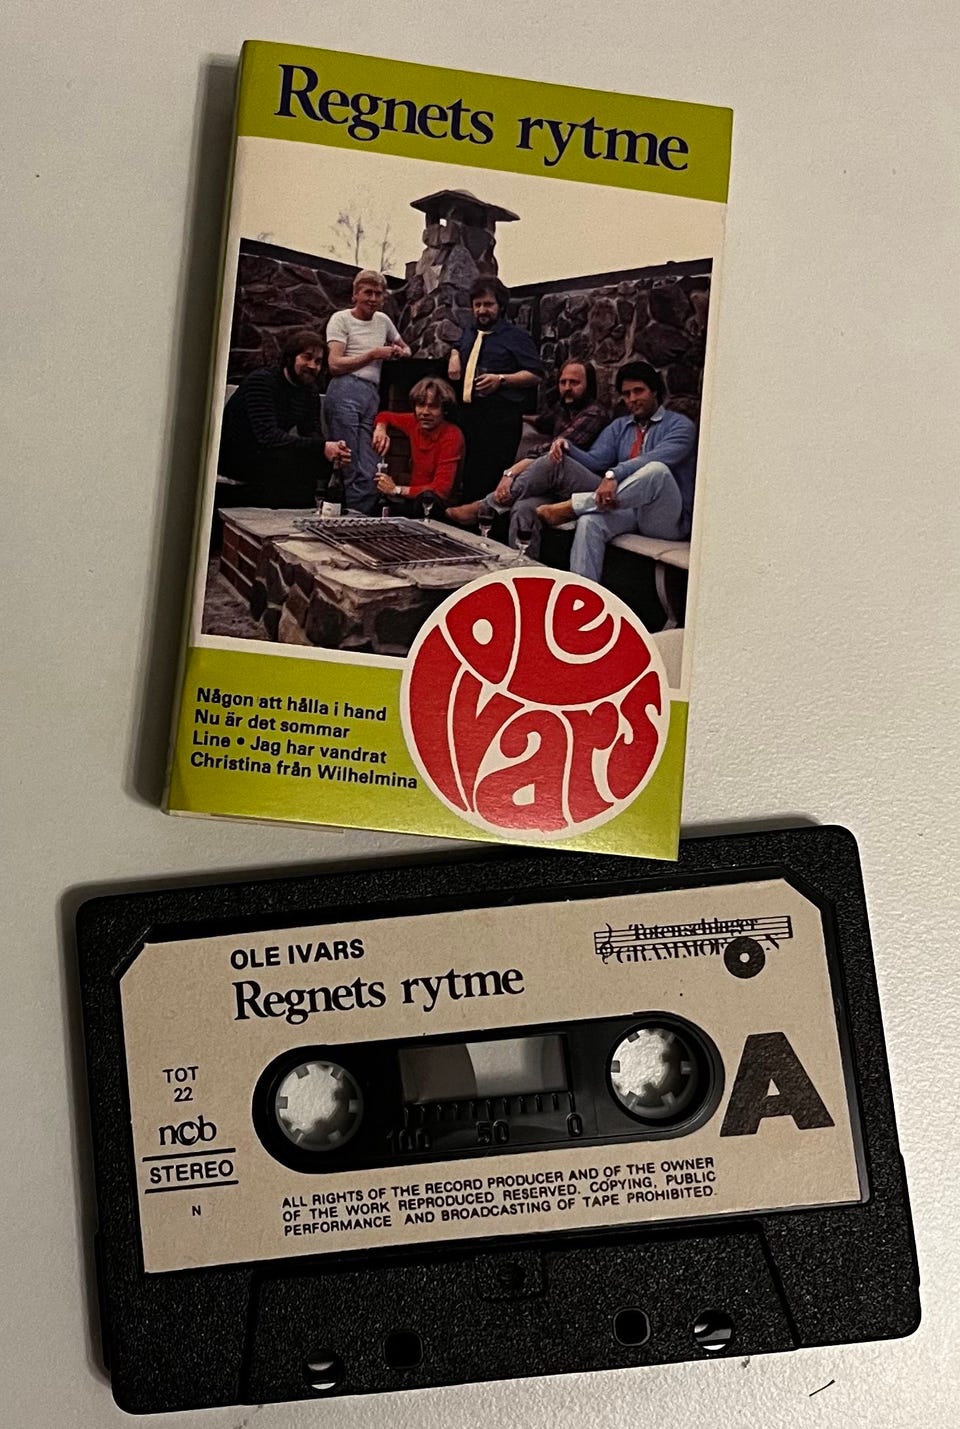 Regnets rytme
Ole Ivars
Någon att hålla i hand
Nu är det sommar
Line • Jag har vandrat
Christina från Wilhelmina
OLE IVARS
Regnets rytme
Totenschlager
GRAMMOFON
TOT
22
ncb
STEREO
N
A
100 50 0
ALL RIGHTS OF THE RECORD PRODUCER AND OF THE OWNER
OF THE WORK REPRODUCED RESERVED. COPYING, PUBLIC
PERFORMANCE AND BROADCASTING OF TAPE PROHIBITED.